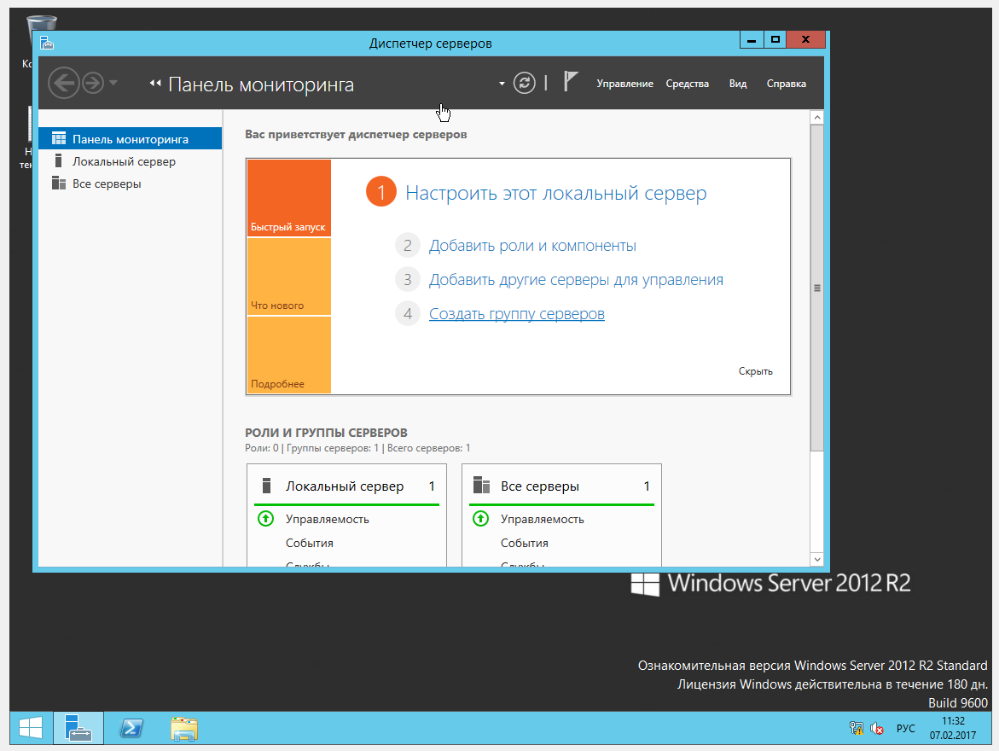 Диспетчер серверов
Панель мониторинга
Управление Средства Вид Справка
Панель мониторинга
Локальный сервер
Все серверы
Вас приветствует диспетчер серверов
Быстрый запуск
Что нового
Подробнее
1 Настроить этот локальный сервер
2 Добавить роли и компоненты
3 Добавить другие серверы для управления
4 Создать группу серверов
Скрыть
РОЛИ И ГРУППЫ СЕРВЕРОВ
Роли: 0 | Группы серверов: 1 | Всего серверов: 1
Локальный сервер 1
Управляемость
События
Службы
Все серверы 1
Управляемость
События
Службы
Windows Server 2012 R2
Ознакомительная версия Windows Server 2012 R2 Standard
Лицензия Windows действительна в течение 180 дн.
Build 9600
РУС
11:32
07.02.2017